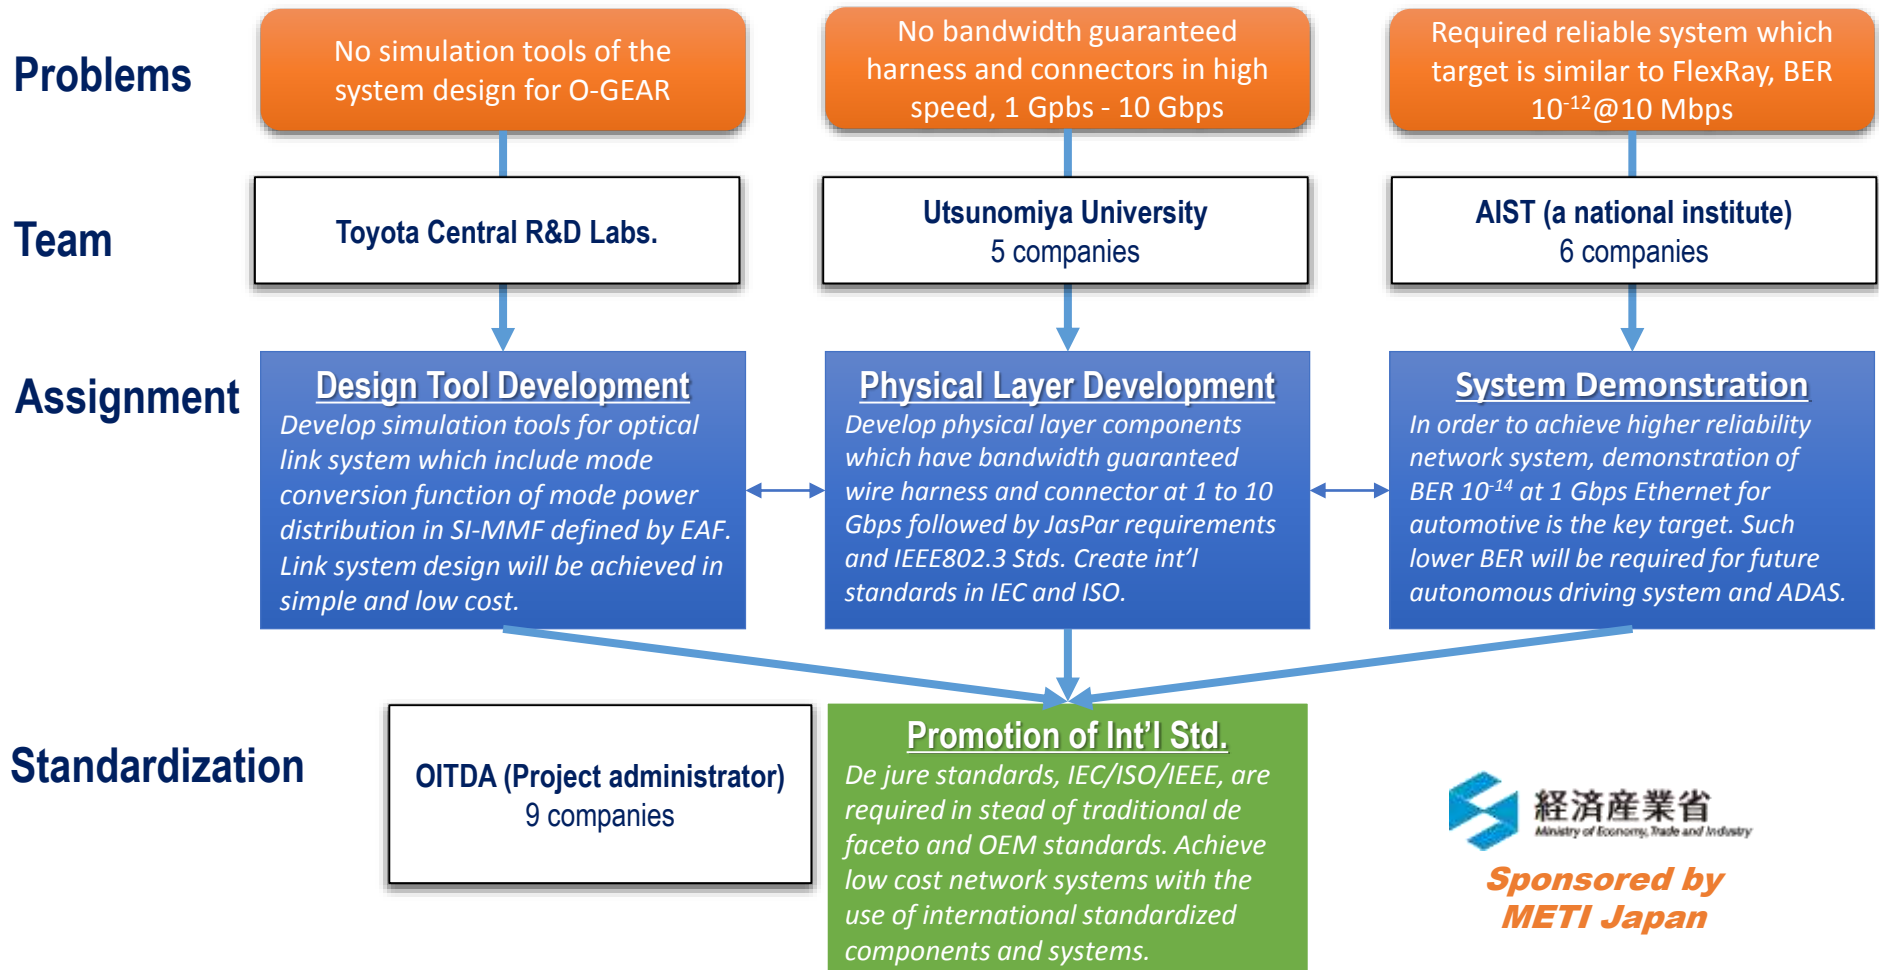 Problems
No simulation tools of the
system design for O-GEAR
No bandwidth guaranteed
harness and connectors in high
speed, 1 Gpbs - 10 Gbps
Required reliable system which
target is similar to FlexRay, BER
10⁻¹²@10 Mbps
Team
Toyota Central R&D Labs.
Utsunomiya University
5 companies
AIST (a national institute)
6 companies
Assignment
Design Tool Development
Develop simulation tools for optical
link system which include mode
conversion function of mode power
distribution in SI-MMF defined by EAF.
Link system design will be achieved in
simple and low cost.
Physical Layer Development
Develop physical layer components
which have bandwidth guaranteed
wire harness and connector at 1 to 10
Gbps followed by JasPar requirements
and IEEE802.3 Stds. Create int'l
standards in IEC and ISO.
System Demonstration
In order to achieve higher reliability
network system, demonstration of
BER 10⁻¹⁴ at 1 Gbps Ethernet for
automotive is the key target. Such
lower BER will be required for future
autonomous driving system and ADAS.
Standardization
OITDA (Project administrator)
9 companies
Promotion of Int'l Std.
De jure standards, IEC/ISO/IEEE, are
required in stead of traditional de
faceto and OEM standards. Achieve
low cost network systems with the
use of international standardized
components and systems.
経済産業省
Ministry of Economy, Trade and Industry
Sponsored by
METI Japan